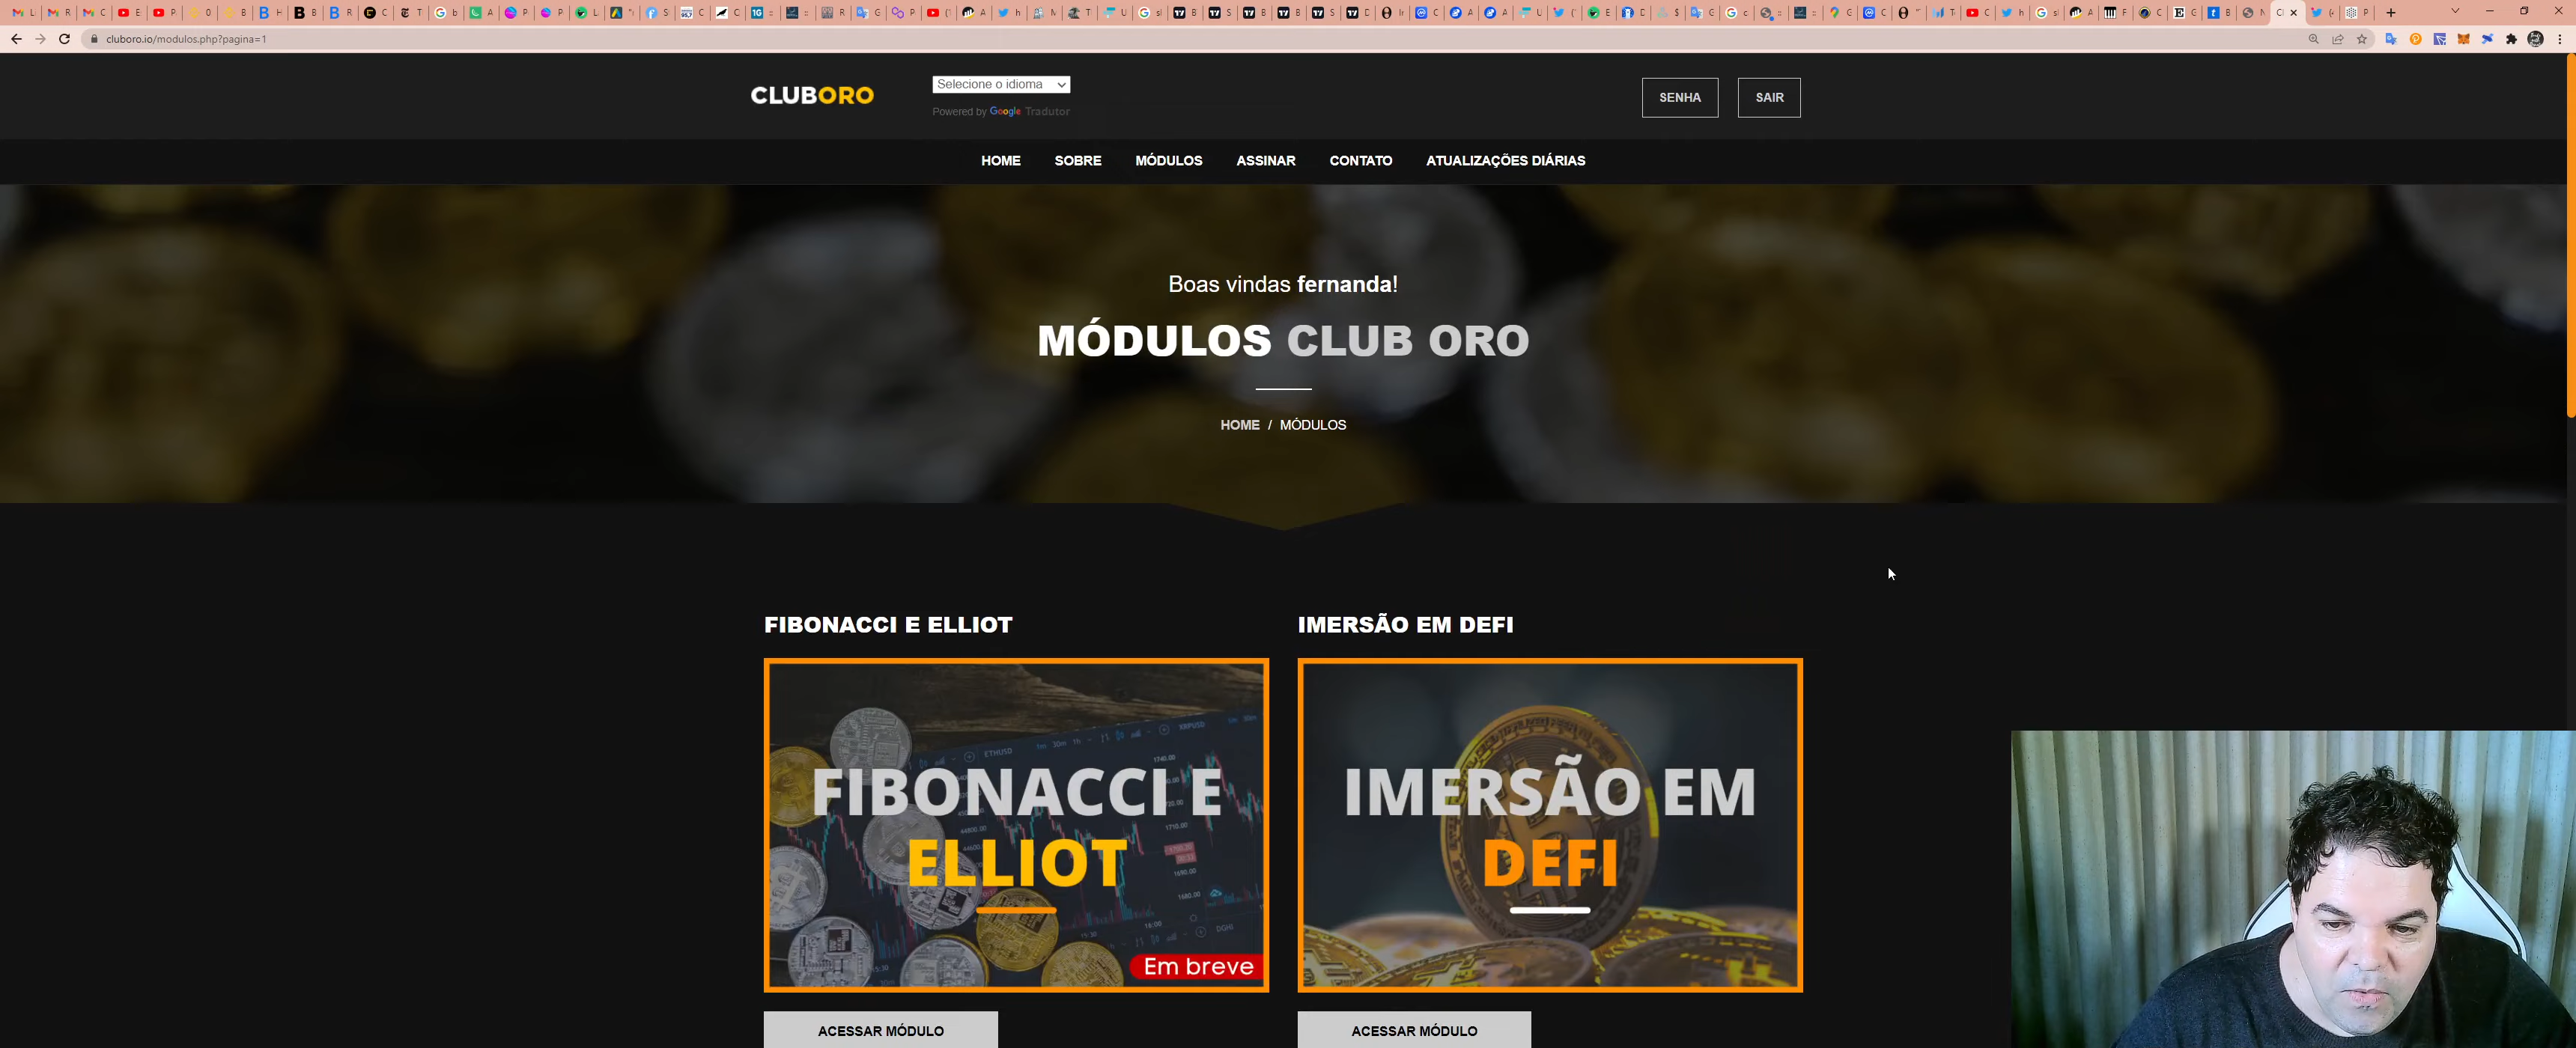 cluboro.io/modulos.php?pagina=1
CLUBORO
Selecione o idioma
Powered by Google Tradutor
SENHA
SAIR
HOME
SOBRE
MÓDULOS
ASSINAR
CONTATO
ATUALIZAÇÕES DIÁRIAS
Boas vindas fernanda!
MÓDULOS CLUB ORO
HOME / MÓDULOS
FIBONACCI E ELLIOT
IMERSÃO EM DEFI
FIBONACCI E
ELLIOT
Em breve
IMERSÃO EM
DEFI
ACESSAR MÓDULO
ACESSAR MÓDULO